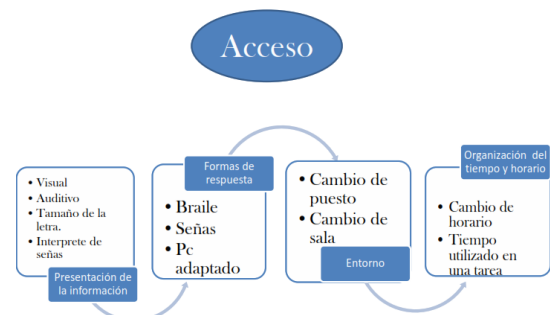 Acceso
• Visual
• Auditivo
• Tamaño de la
letra.
• Interprete de
señas
Presentación de
la información
Formas de
respuesta
• Braile
• Señas
• Pc
adaptado
• Cambio de
puesto
• Cambio de
sala
Entorno
Organización del
tiempo y horario
• Cambio de
horario
• Tiempo
utilizado en
una tarea